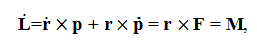 L̇=ṙ × p + r × ṗ = r × F = M,